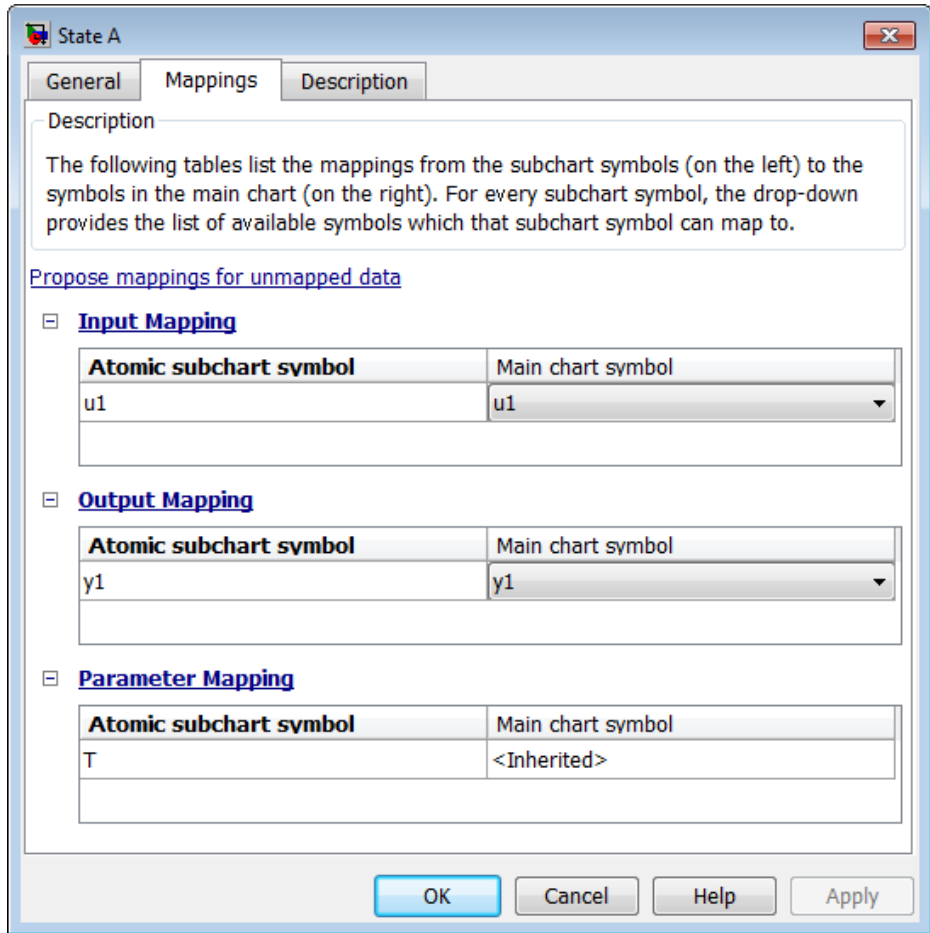 State A
General Mappings Description
Description
The following tables list the mappings from the subchart symbols (on the left) to the
symbols in the main chart (on the right). For every subchart symbol, the drop-down
provides the list of available symbols which that subchart symbol can map to.
Propose mappings for unmapped data
Input Mapping
Atomic subchart symbol Main chart symbol
u1 u1
Output Mapping
Atomic subchart symbol Main chart symbol
y1 y1
Parameter Mapping
Atomic subchart symbol Main chart symbol
T <Inherited>
OK Cancel Help Apply